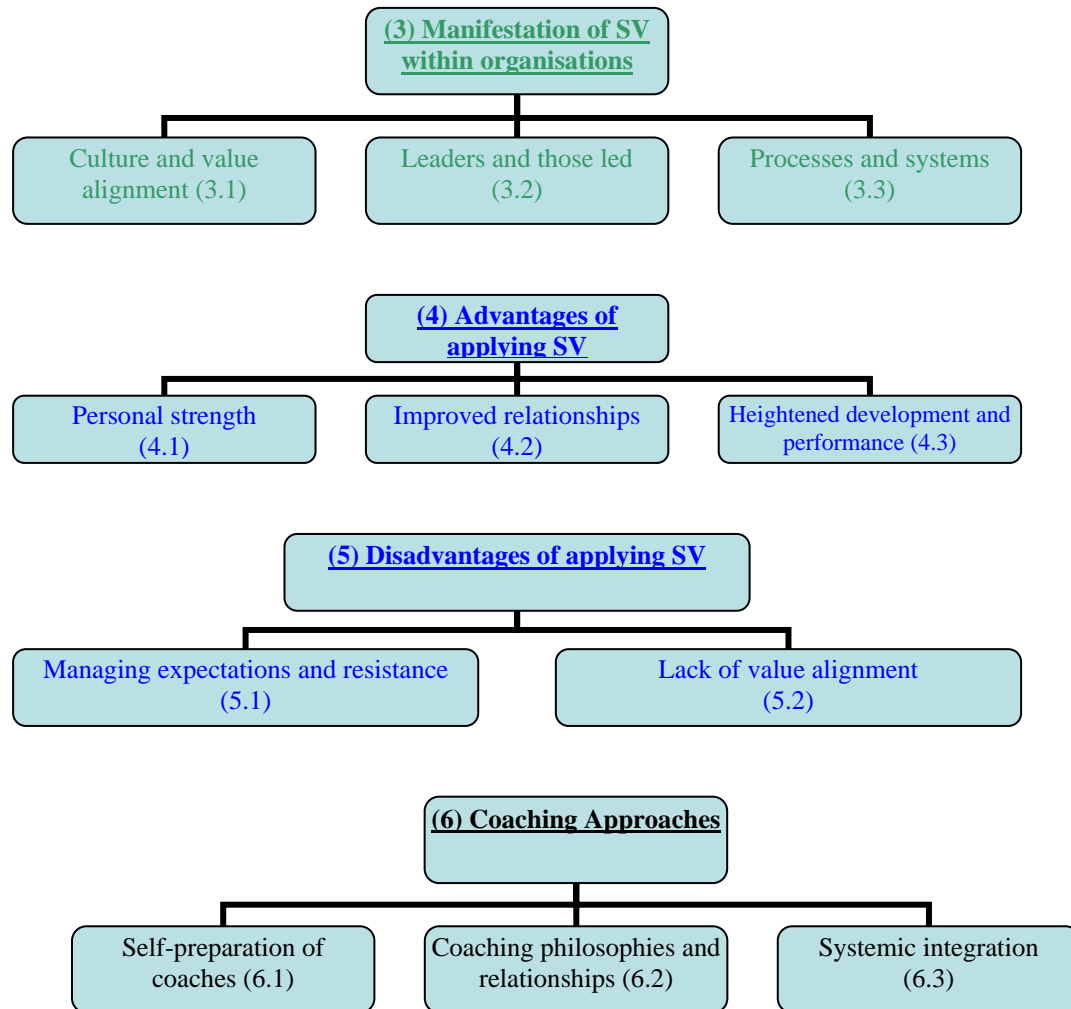 (3) Manifestation of SV
within organisations
Culture and value
alignment (3.1)
Leaders and those led
(3.2)
Processes and systems
(3.3)
(4) Advantages of
applying SV
Personal strength
(4.1)
Improved relationships
(4.2)
Heightened development and
performance (4.3)
(5) Disadvantages of applying SV
Managing expectations and resistance
(5.1)
Lack of value alignment
(5.2)
(6) Coaching Approaches
Self-preparation of
coaches (6.1)
Coaching philosophies and
relationships (6.2)
Systemic integration
(6.3)